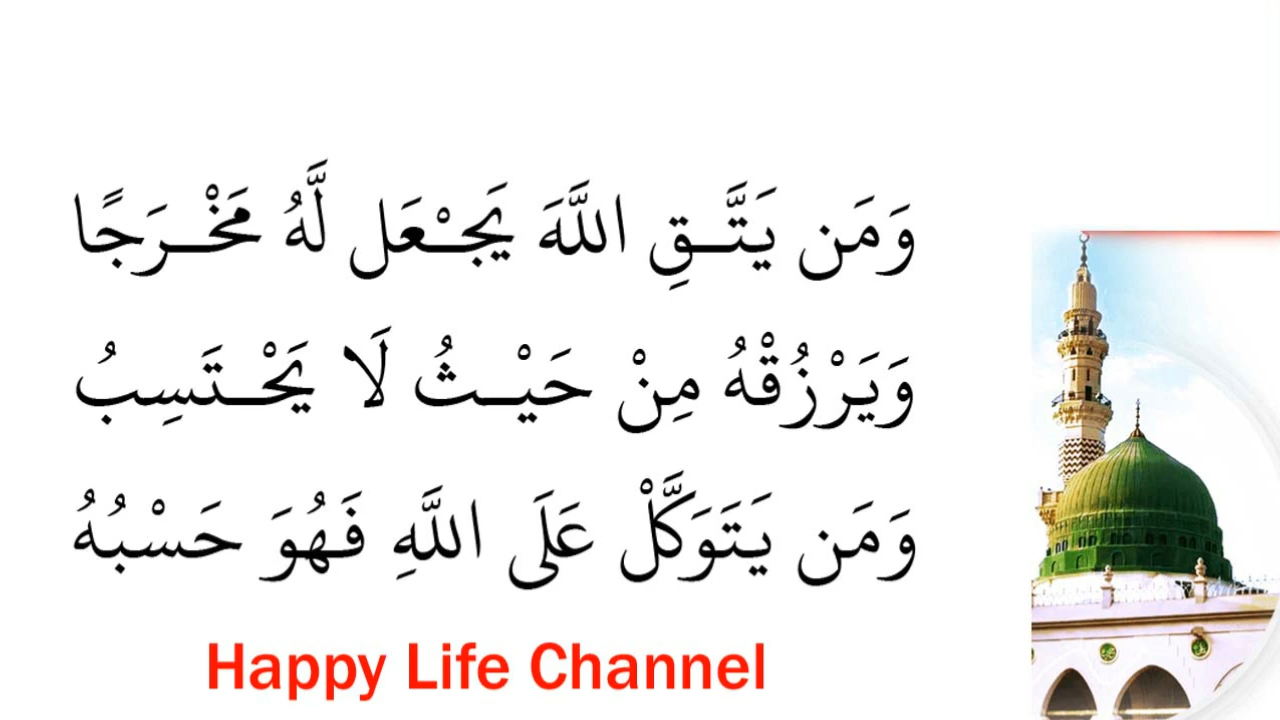 وَمَن يَتَّقِ اللَّهَ يَجْعَل لَّهُ مَخْرَجًا
وَيَرْزُقْهُ مِنْ حَيْثُ لَا يَحْتَسِبُ
وَمَن يَتَوَكَّلْ عَلَى اللَّهِ فَهُوَ حَسْبُهُ
Happy Life Channel